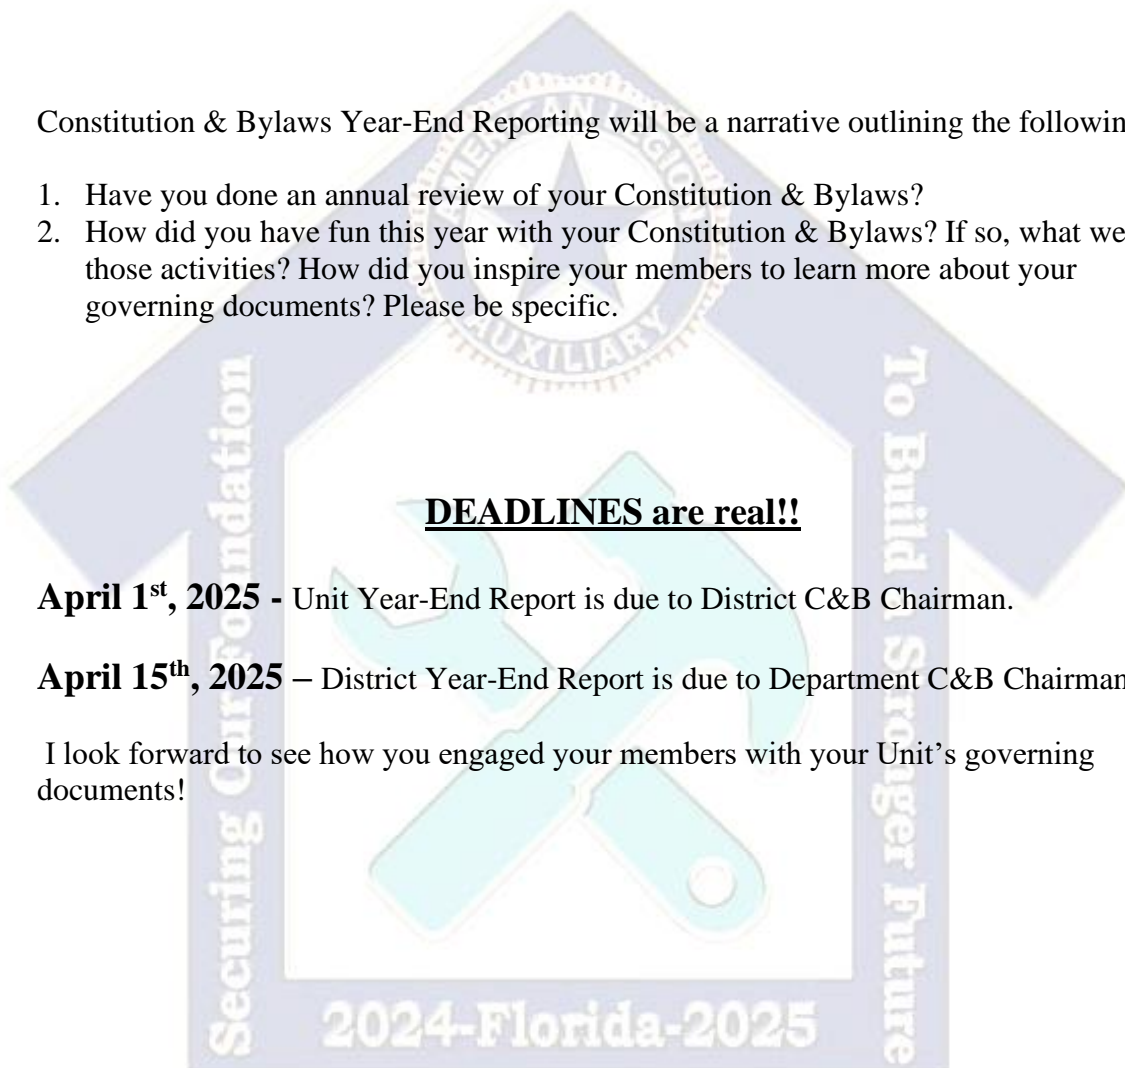 Constitution & Bylaws Year-End Reporting will be a narrative outlining the followin
1. Have you done an annual review of your Constitution & Bylaws?
2. How did you have fun this year with your Constitution & Bylaws? If so, what we
those activities? How did you inspire your members to learn more about your
governing documents? Please be specific.
AMERICAN LEGION
AUXILIARY
DEADLINES are real!!
April 1st, 2025 - Unit Year-End Report is due to District C&B Chairman.
April 15th, 2025 – District Year-End Report is due to Department C&B Chairman
I look forward to see how you engaged your members with your Unit’s governing
documents!
Securing Our Foundation
To Build Stronger Future
2024-Florida-2025